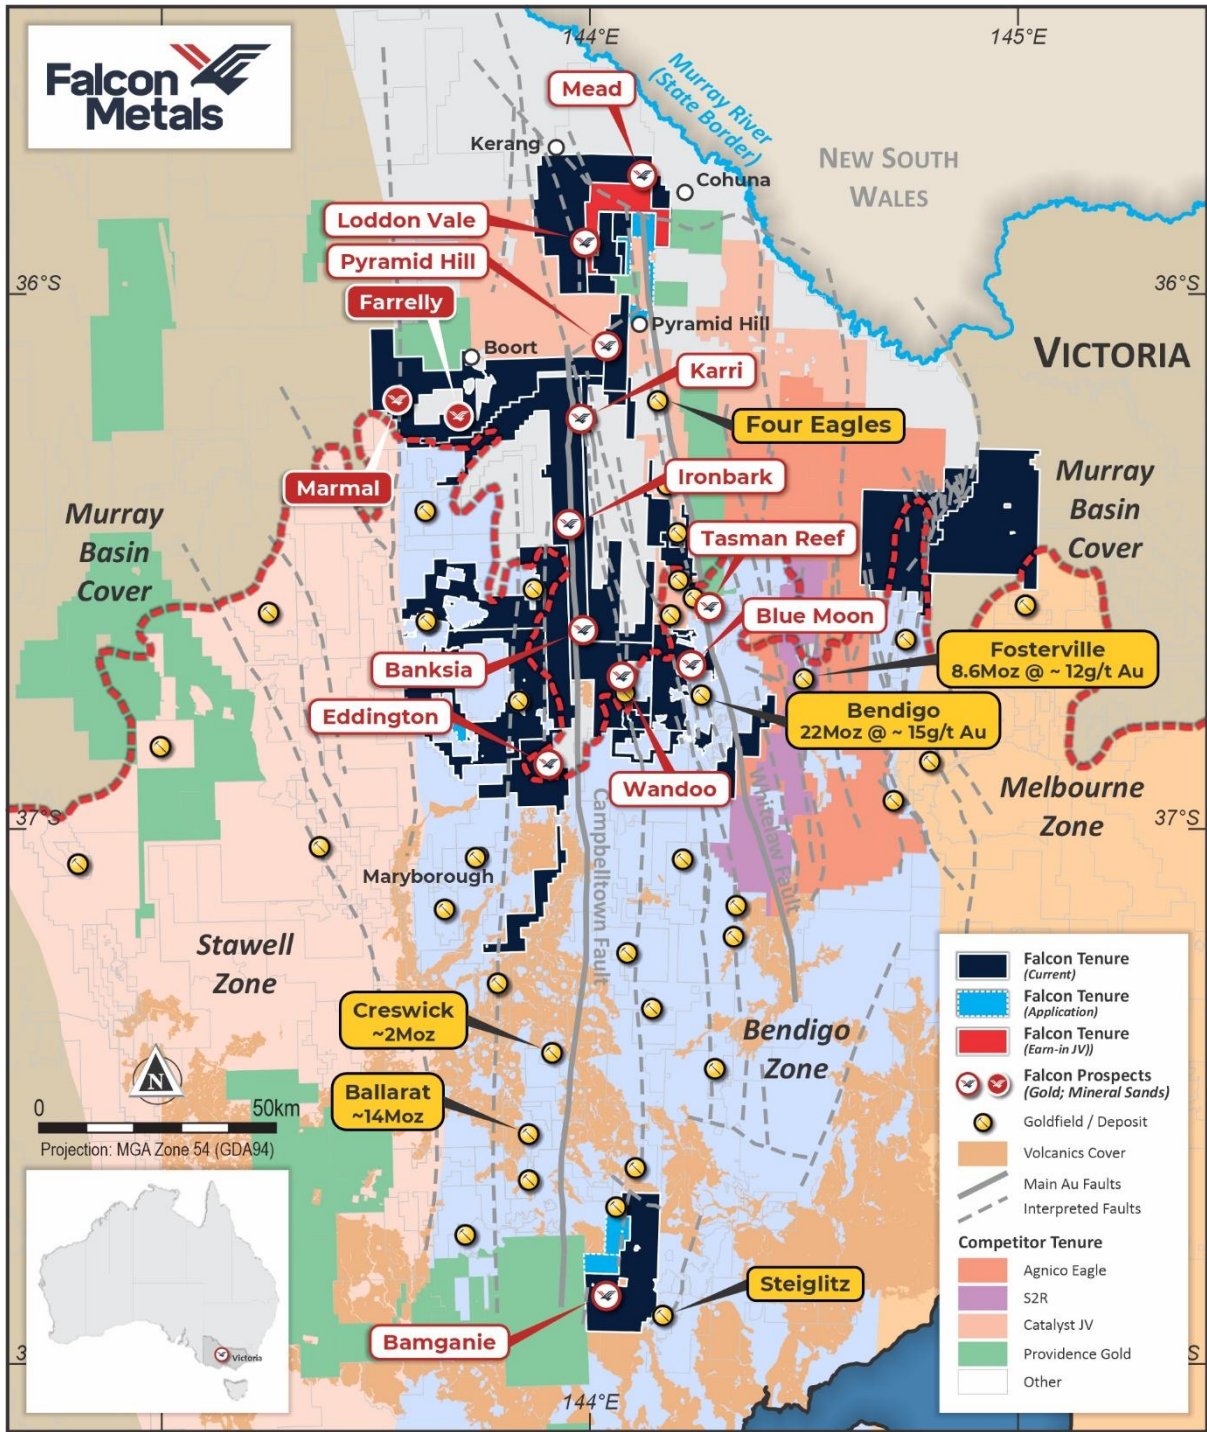 Falcon
Metals
144°E
145°E
Murray River
(State Border)
Mead
Kerang
Cohuna
NEW SOUTH
WALES
Loddon Vale
Pyramid Hill
36°S
36°S
Farrelly
Pyramid Hill
Boort
VICTORIA
Karri
Four Eagles
Ironbark
Marmal
Murray
Basin
Cover
Murray
Basin
Cover
Tasman Reef
Blue Moon
Banksia
Fosterville
8.6Moz @ ~ 12g/t Au
Eddington
Bendigo
22Moz @ ~ 15g/t Au
Wandoo
Melbourne
Zone
37°S
37°S
Campbelltown Fault
Whitelaw Fault
Maryborough
Stawell
Zone
Creswick
~2Moz
Bendigo
Zone
Ballarat
~14Moz
N
0
50km
Projection: MGA Zone 54 (GDA94)
Victoria
Steiglitz
Bamganie
144°E
Falcon Tenure
(Current)
Falcon Tenure
(Application)
Falcon Tenure
(Earn-in JV))
Falcon Prospects
(Gold; Mineral Sands)
Goldfield / Deposit
Volcanics Cover
Main Au Faults
Interpreted Faults
Competitor Tenure
Agnico Eagle
S2R
Catalyst JV
Providence Gold
Other